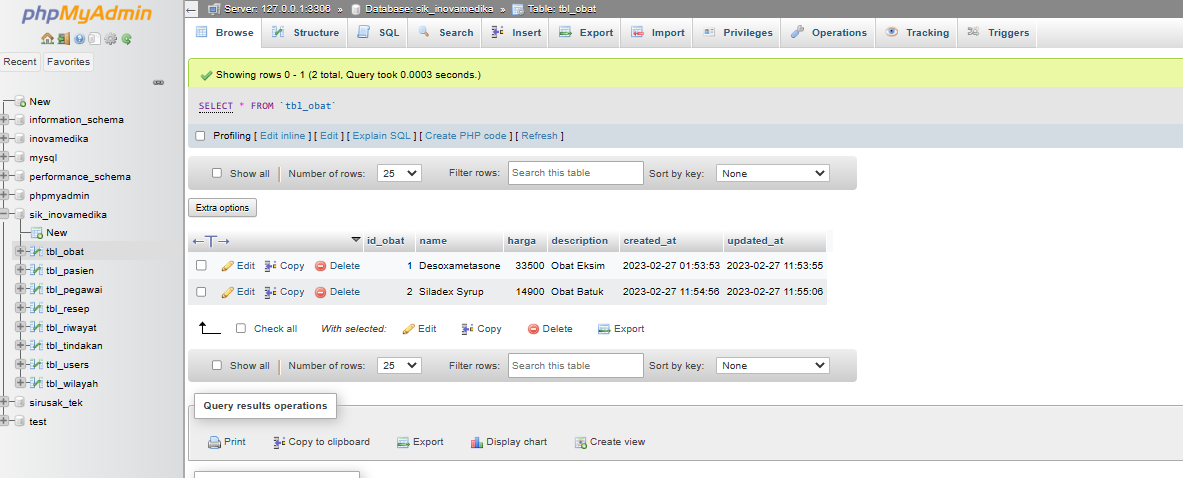 phpMyAdmin
Recent Favorites
New
information_schema
inovamedika
mysql
performance_schema
phpmyadmin
sik_inovamedika
New
tbl_obat
tbl_pasien
tbl_pegawai
tbl_resep
tbl_riwayat
tbl_tindakan
tbl_users
tbl_wilayah
sirusak_tek
test
Server: 127.0.0.1:3306 » Database: sik_inovamedika » Table: tbl_obat
Browse Structure SQL Search Insert Export Import Privileges Operations Tracking Triggers
Showing rows 0 - 1 (2 total, Query took 0.0003 seconds.)
SELECT * FROM `tbl_obat`
Profiling [ Edit inline ] [ Edit ] [ Explain SQL ] [ Create PHP code ] [ Refresh ]
Show all Number of rows: 25 Filter rows: Search this table Sort by key: None
Extra options
←T→ id_obat name harga description created_at updated_at
Edit Copy Delete 1 Desoxametasone 33500 Obat Eksim 2023-02-27 01:53:53 2023-02-27 11:53:55
Edit Copy Delete 2 Siladex Syrup 14900 Obat Batuk 2023-02-27 11:54:56 2023-02-27 11:55:06
Check all With selected: Edit Copy Delete Export
Show all Number of rows: 25 Filter rows: Search this table Sort by key: None
Query results operations
Print Copy to clipboard Export Display chart Create view